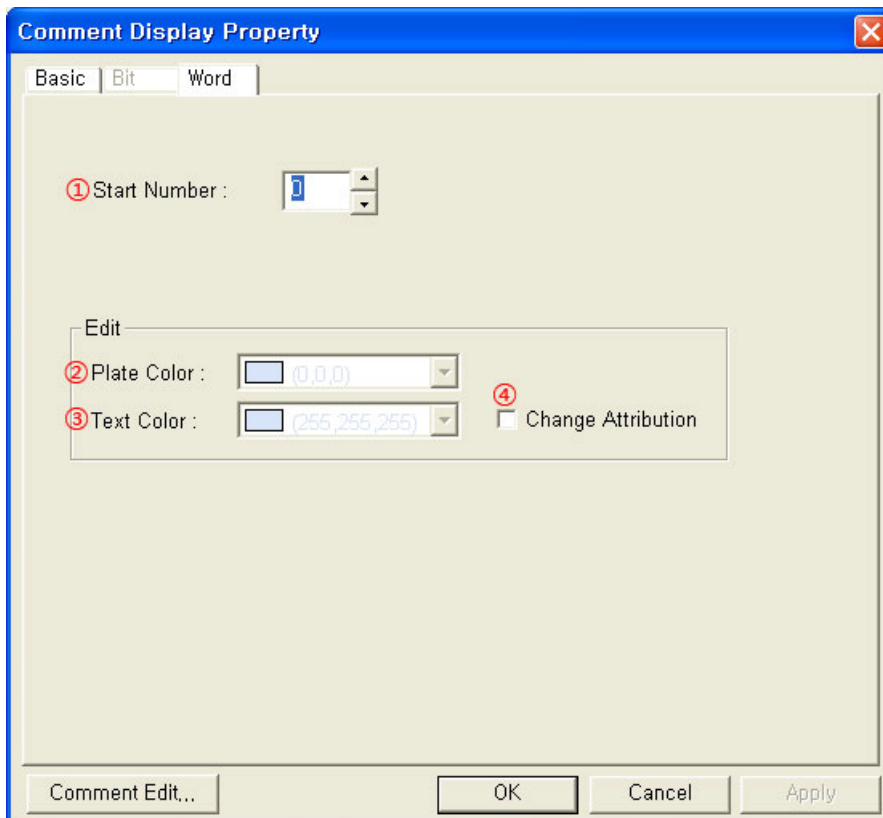 Comment Display Property
Basic Bit Word
①Start Number : 0
Edit
②Plate Color : (0,0,0)
④
③Text Color : (255,255,255) Change Attribution
Comment Edit... OK Cancel Apply